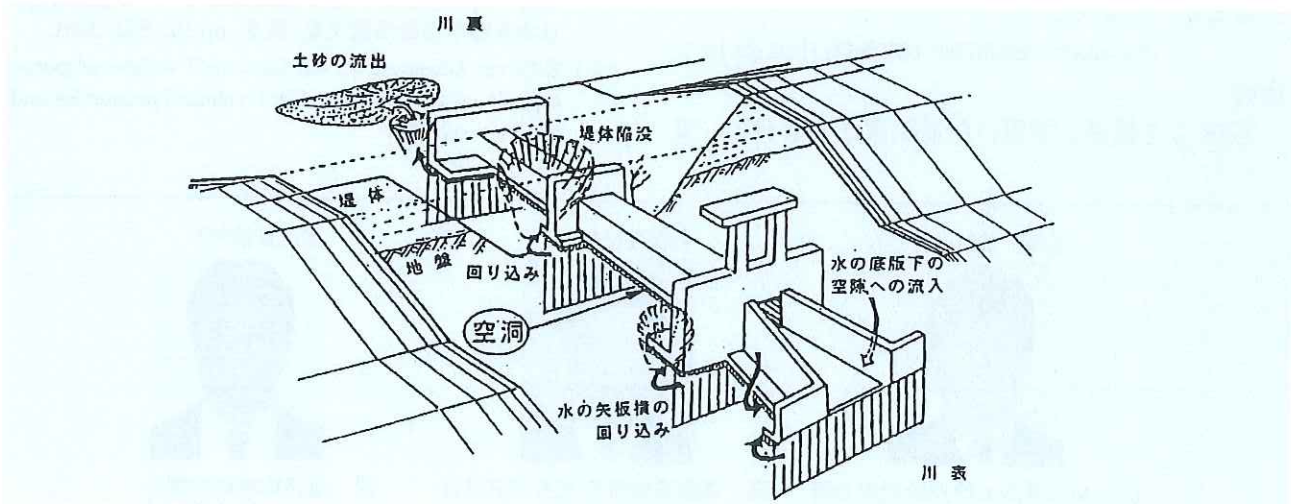 川裏
土砂の流出
堤体陥没
堤体
地盤
回り込み
水の底版下の
空隙への流入
空洞
水の矢板損の
回り込み
川表